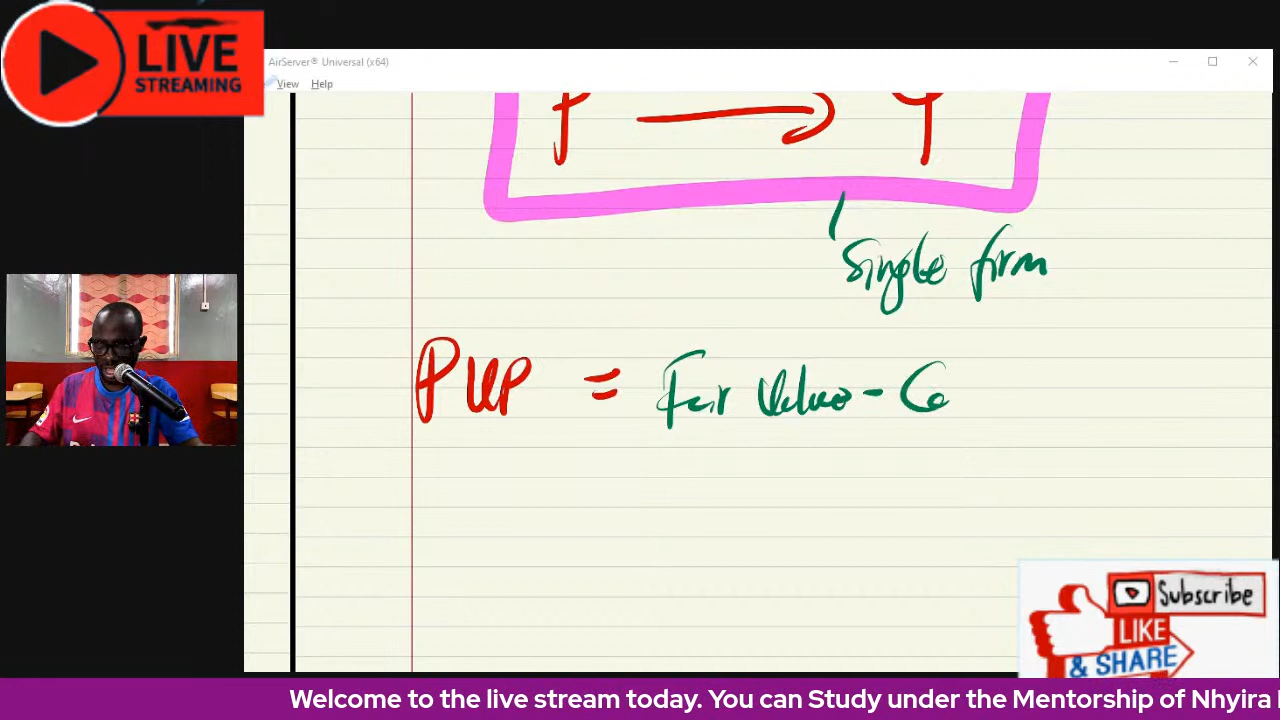 LIVE
STREAMING
AirServer® Universal (x64)
View Help
P → Y
Single firm
PUP = Fair Value - Ca
Subscribe
LIKE
& SHARE
Welcome to the live stream today. You can Study under the Mentorship of Nhyira